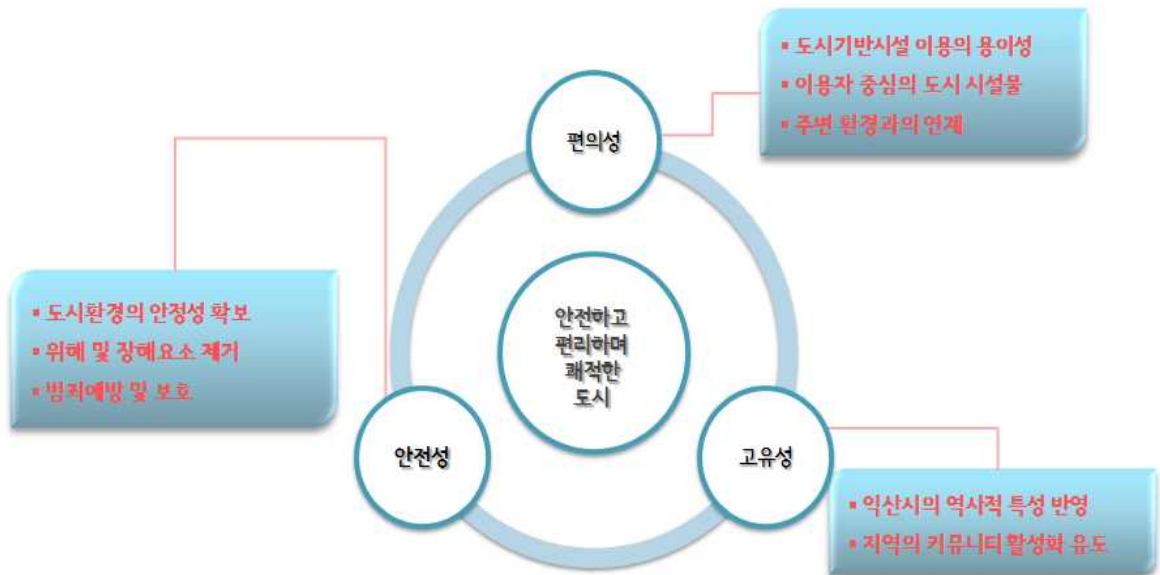 ▪ 도시기반시설 이용의 용이성
▪ 이용자 중심의 도시 시설물
▪ 주변 환경과의 연계
편의성
▪ 도시환경의 안정성 확보
▪ 위헤 및 장헤요소 제거
▪ 범죄예방 및 보호
안전하고
편리하며
쾌적한
도시
안전성
고유성
▪ 익산시의 역사적 특성 반영
▪ 지역의 커뮤니티 활성화 유도